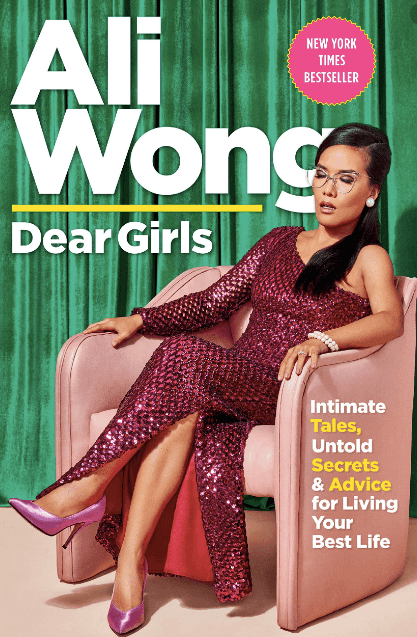 Ali
Wong
Dear Girls
NEW YORK
TIMES
BESTSELLER
Intimate
Tales,
Untold
Secrets
& Advice
for Living
Your
Best Life